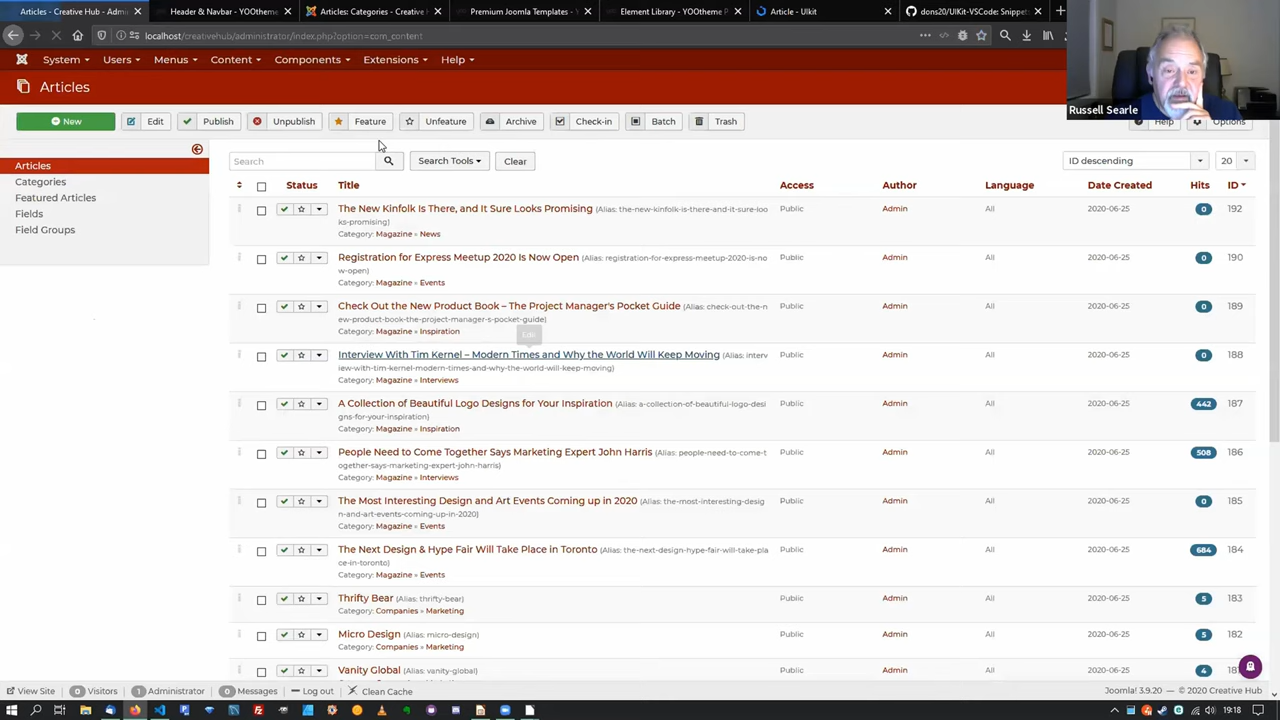 Articles - Creative Hub - Admi
Header & Navbar - YOOtheme
Articles: Categories - Creative H
Premium Joomla Templates - Y
Element Library - YOOtheme P
Article - UIkit
dons20/UIKit-VSCode: Snippets
localhost/creativehub/administrator/index.php?option=com_content
System
Users
Menus
Content
Components
Extensions
Help
Articles
Russell Searle
New
Edit
Publish
Unpublish
Feature
Unfeature
Archive
Check-in
Batch
Trash
Help
Options
Articles
Categories
Featured Articles
Fields
Field Groups
Search
Search Tools
Clear
ID descending
20
Status Title Access Author Language Date Created Hits ID
The New Kinfolk Is There, and It Sure Looks Promising (Alias: the-new-kinfolk-is-there-and-it-sure-loo Public Admin All 2020-06-25 0 192
ks-promising)
Category: Magazine » News
Registration for Express Meetup 2020 Is Now Open (Alias: registration-for-express-meetup-2020-is-no Public Admin All 2020-06-25 0 190
w-open)
Category: Magazine » Events
Check Out the New Product Book – The Project Manager's Pocket Guide (Alias: check-out-the-n Public Admin All 2020-06-25 0 189
ew-product-book-the-project-manager-s-pocket-guide)
Category: Magazine » Inspiration
Edit
Interview With Tim Kernel – Modern Times and Why the World Will Keep Moving (Alias: interv Public Admin All 2020-06-25 0 188
iew-with-tim-kernel-modern-times-and-why-the-world-will-keep-moving)
Category: Magazine » Interviews
A Collection of Beautiful Logo Designs for Your Inspiration (Alias: a-collection-of-beautiful-logo-desi Public Admin All 2020-06-25 442 187
gns-for-your-inspiration)
Category: Magazine » Inspiration
People Need to Come Together Says Marketing Expert John Harris (Alias: people-need-to-come-t Public Admin All 2020-06-25 508 186
ogether-says-marketing-expert-john-harris)
Category: Magazine » Interviews
The Most Interesting Design and Art Events Coming up in 2020 (Alias: the-most-interesting-desig Public Admin All 2020-06-25 0 185
n-and-art-events-coming-up-in-2020)
Category: Magazine » Events
The Next Design & Hype Fair Will Take Place in Toronto (Alias: the-next-design-hype-fair-will-take-pla Public Admin All 2020-06-25 684 184
ce-in-toronto)
Category: Magazine » Events
Thrifty Bear (Alias: thrifty-bear) Public Admin All 2020-06-25 5 183
Category: Companies » Marketing
Micro Design (Alias: micro-design) Public Admin All 2020-06-25 5 182
Category: Companies » Marketing
Vanity Global (Alias: vanity-global) Public Admin All 2020-06-25 4
View Site 0 Visitors 1 Administrator 0 Messages Log out Clean Cache
Joomla! 3.9.20 — © 2020 Creative Hub
19:18